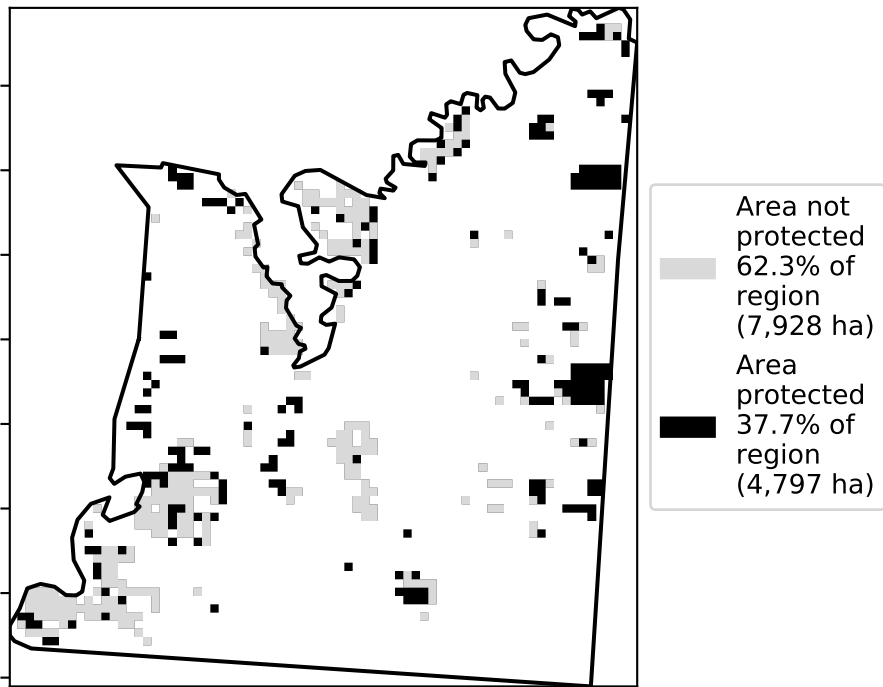 Area not
protected
62.3% of
region
(7,928 ha)
Area
protected
37.7% of
region
(4,797 ha)